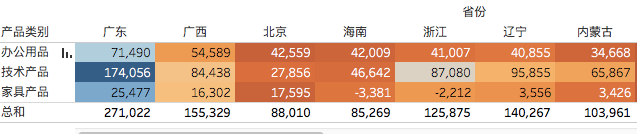 省份
产品类别 广东 广西 北京 海南 浙江 辽宁 内蒙古
办公用品 71,490 54,589 42,559 42,009 41,007 40,855 34,668
技术产品 174,056 84,438 27,856 46,642 87,080 95,855 65,867
家具产品 25,477 16,302 17,595 -3,381 -2,212 3,556 3,426
总和 271,022 155,329 88,010 85,269 125,875 140,267 103,961